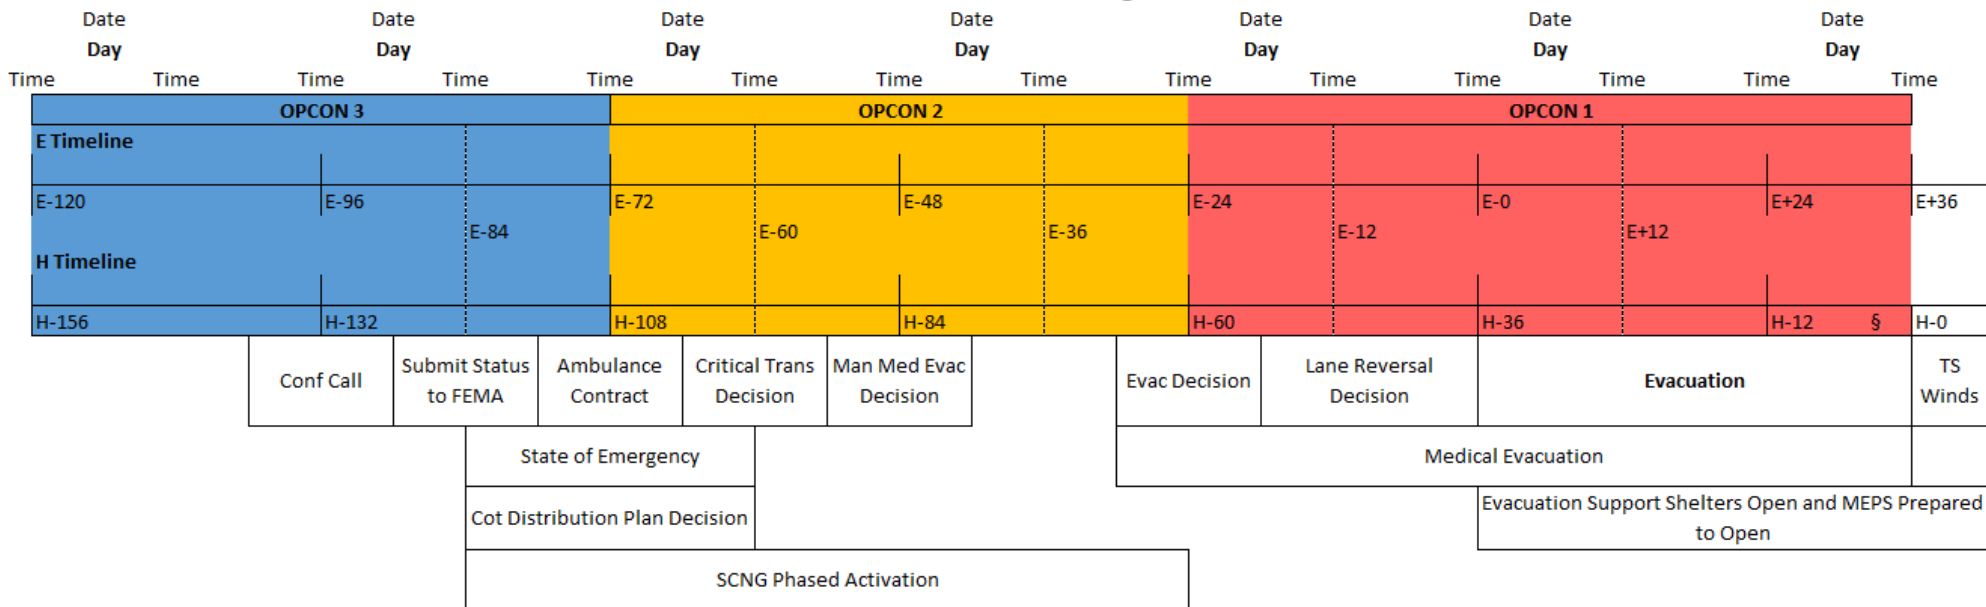 Date Date Date Date Date Date Date
Day Day Day Day Day Day Day
Time Time Time Time Time Time Time Time Time Time Time Time Time Time
OPCON 3 OPCON 2 OPCON 1
E Timeline
E-120 E-96 E-72 E-48 E-24 E-0 E+24 E+36
E-84 E-60 E-36 E-12 E+12
H Timeline
H-156 H-132 H-108 H-84 H-60 H-36 H-12 § H-0
Conf Call
Submit Status
to FEMA
Ambulance
Contract
Critical Trans
Decision
Man Med Evac
Decision
Evac Decision
Lane Reversal
Decision
Evacuation
TS
Winds
State of Emergency
Medical Evacuation
Cot Distribution Plan Decision
Evacuation Support Shelters Open and MEPS Prepared
to Open
SCNG Phased Activation